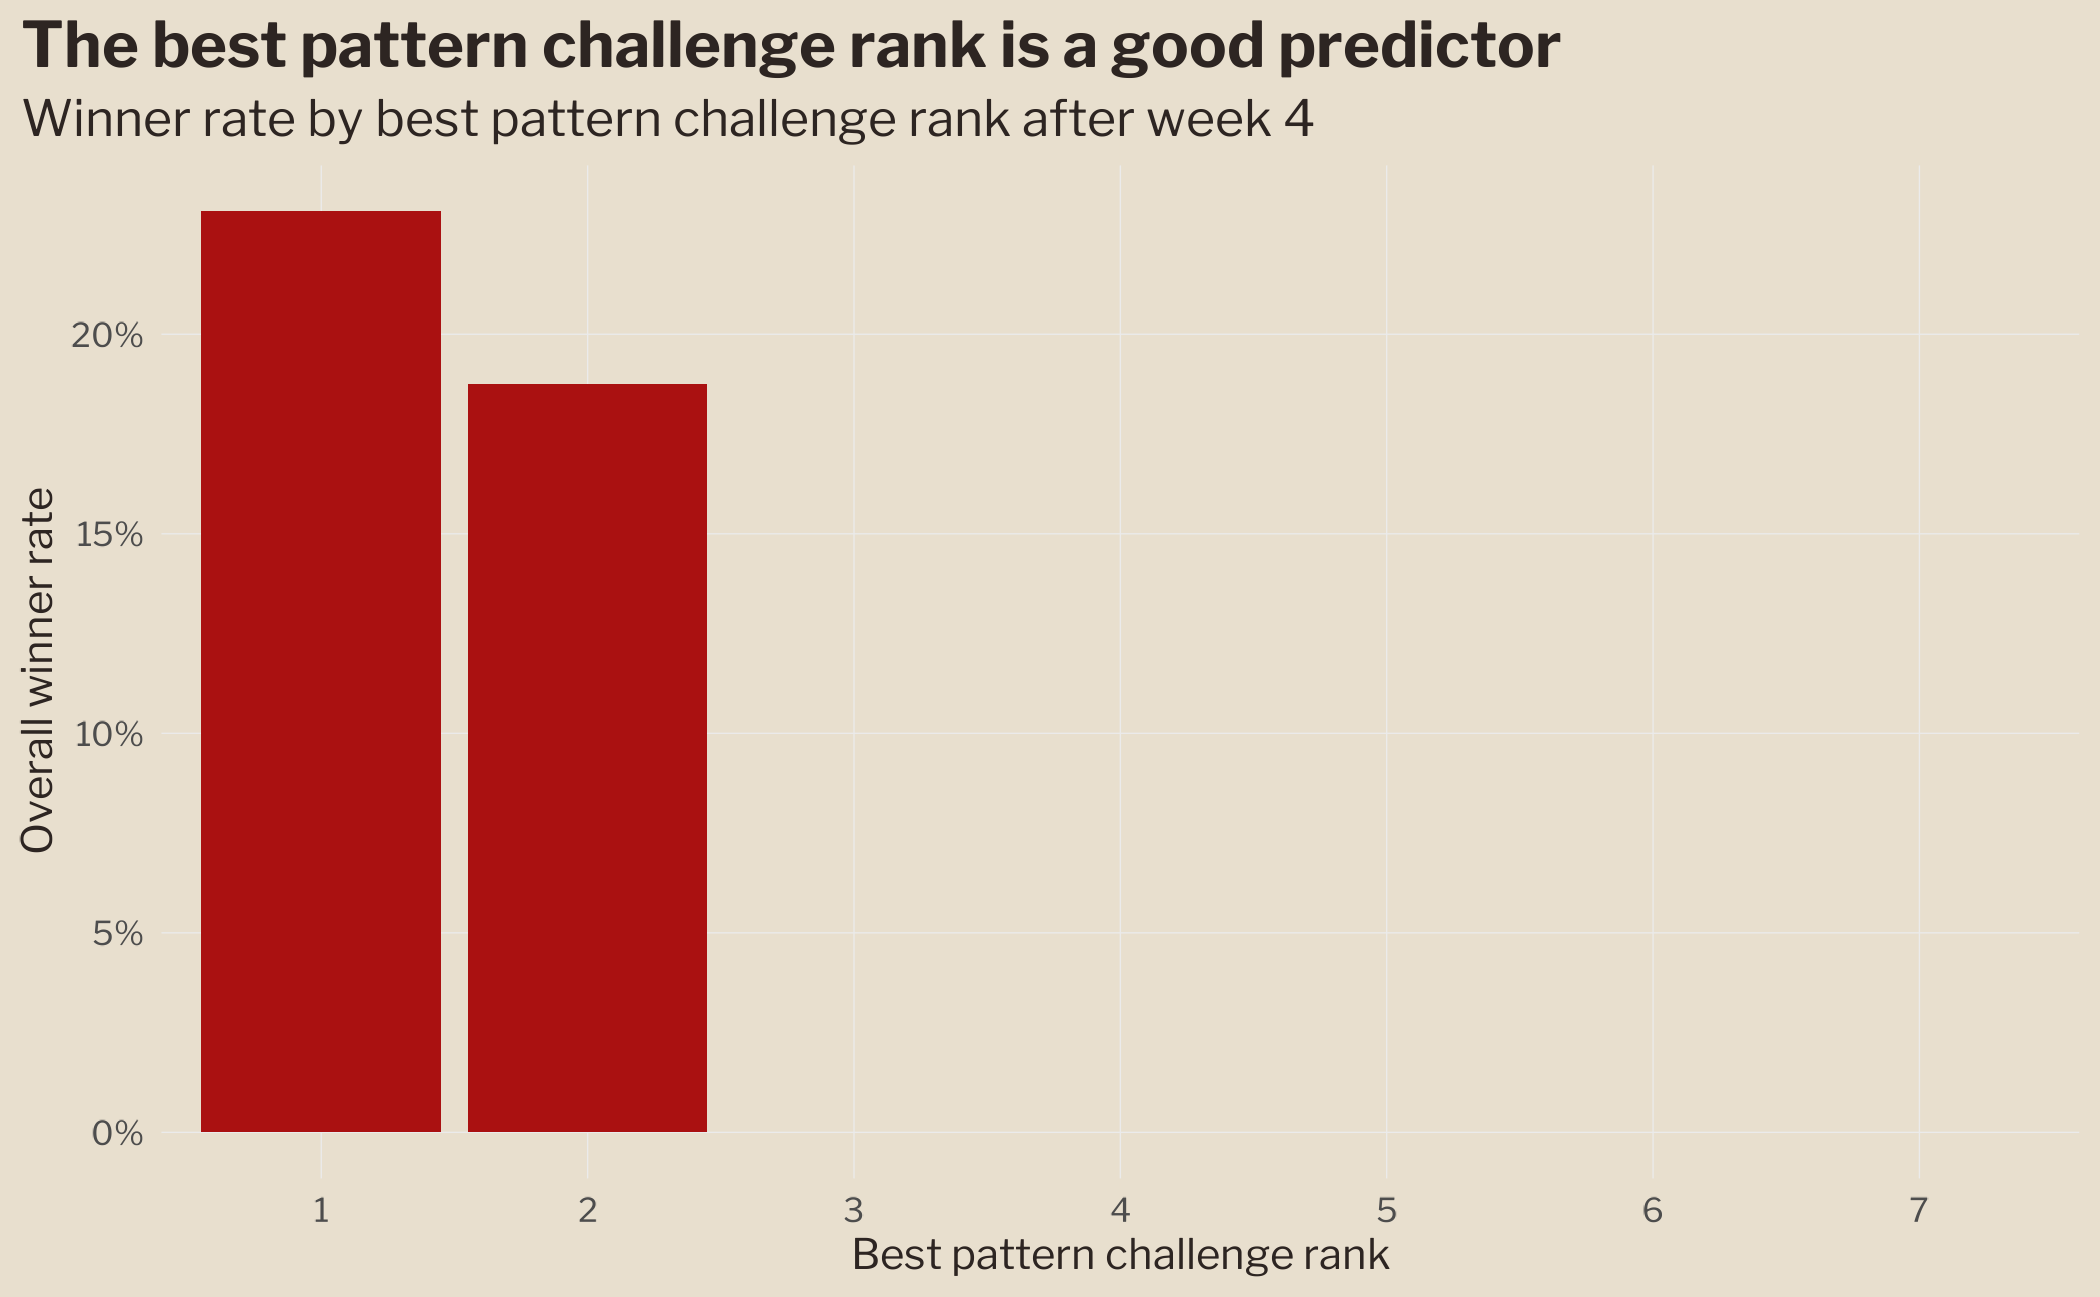 The best pattern challenge rank is a good predictor
Winner rate by best pattern challenge rank after week 4
Overall winner rate
20%
15%
10%
5%
0%
1 2 3 4 5 6 7
Best pattern challenge rank